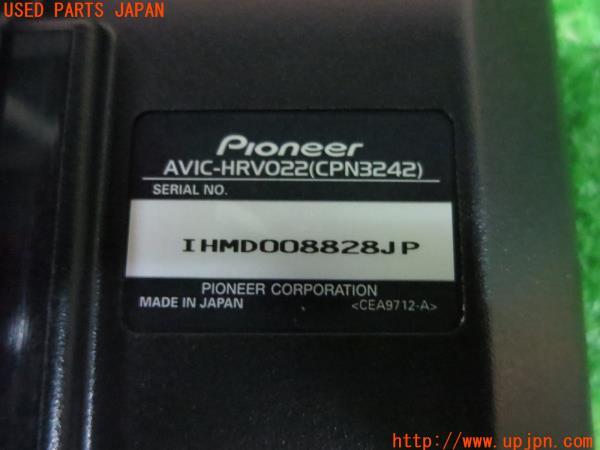 USED PARTS JAPAN
Pioneer
AVIC-HRV022(CPN3242)
SERIAL NO.
IHMD008828JP
PIONEER CORPORATION
MADE IN JAPAN <CEA9712-A>
http://www.upjpn.com